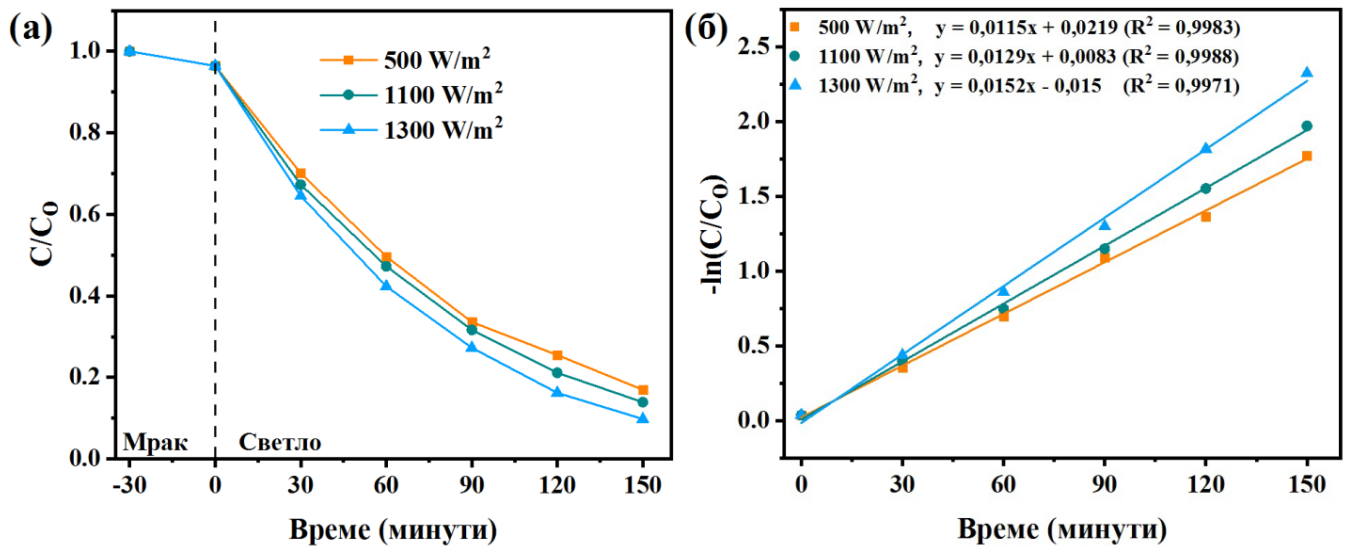 (а)
1.0
0.8
0.6
0.4
0.2
0.0
C/C₀
500 W/m²
1100 W/m²
1300 W/m²
Мрак
Светло
-30
0
30
60
90
120
150
Време (минути)
(б)
500 W/m², y = 0,0115x + 0,0219 (R² = 0,9983)
1100 W/m², y = 0,0129x + 0,0083 (R² = 0,9988)
1300 W/m², y = 0,0152x - 0,015 (R² = 0,9971)
2.5
2.0
1.5
1.0
0.5
0.0
-ln(C/C₀)
0
30
60
90
120
150
Време (минути)